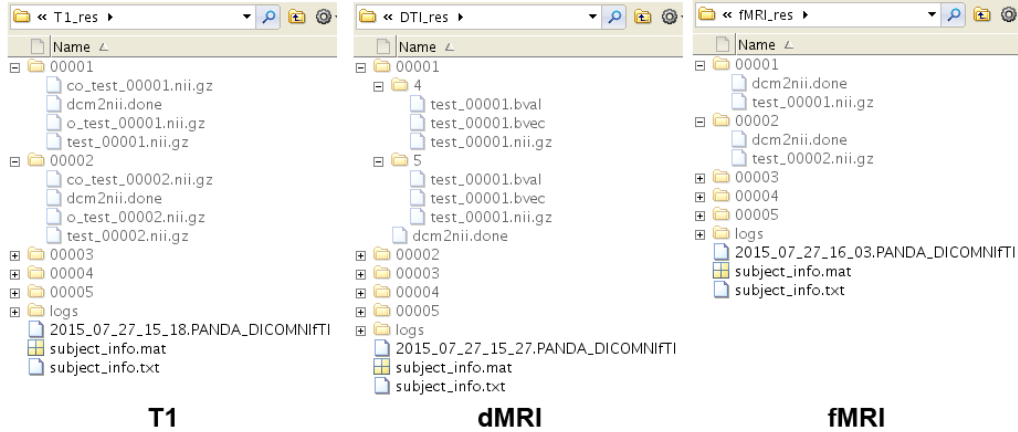 « T1_res
Name
00001
co_test_00001.nii.gz
dcm2nii.done
o_test_00001.nii.gz
test_00001.nii.gz
00002
co_test_00002.nii.gz
dcm2nii.done
o_test_00002.nii.gz
test_00002.nii.gz
00003
00004
00005
logs
2015_07_27_15_18.PANDA_DICOMNIfTI
subject_info.mat
subject_info.txt
T1
« DTI_res
Name
00001
4
test_00001.bval
test_00001.bvec
test_00001.nii.gz
5
test_00001.bval
test_00001.bvec
test_00001.nii.gz
dcm2nii.done
00002
00003
00004
00005
logs
2015_07_27_15_27.PANDA_DICOMNIfTI
subject_info.mat
subject_info.txt
dMRI
« fMRI_res
Name
00001
dcm2nii.done
test_00001.nii.gz
00002
dcm2nii.done
test_00002.nii.gz
00003
00004
00005
logs
2015_07_27_16_03.PANDA_DICOMNIfTI
subject_info.mat
subject_info.txt
fMRI